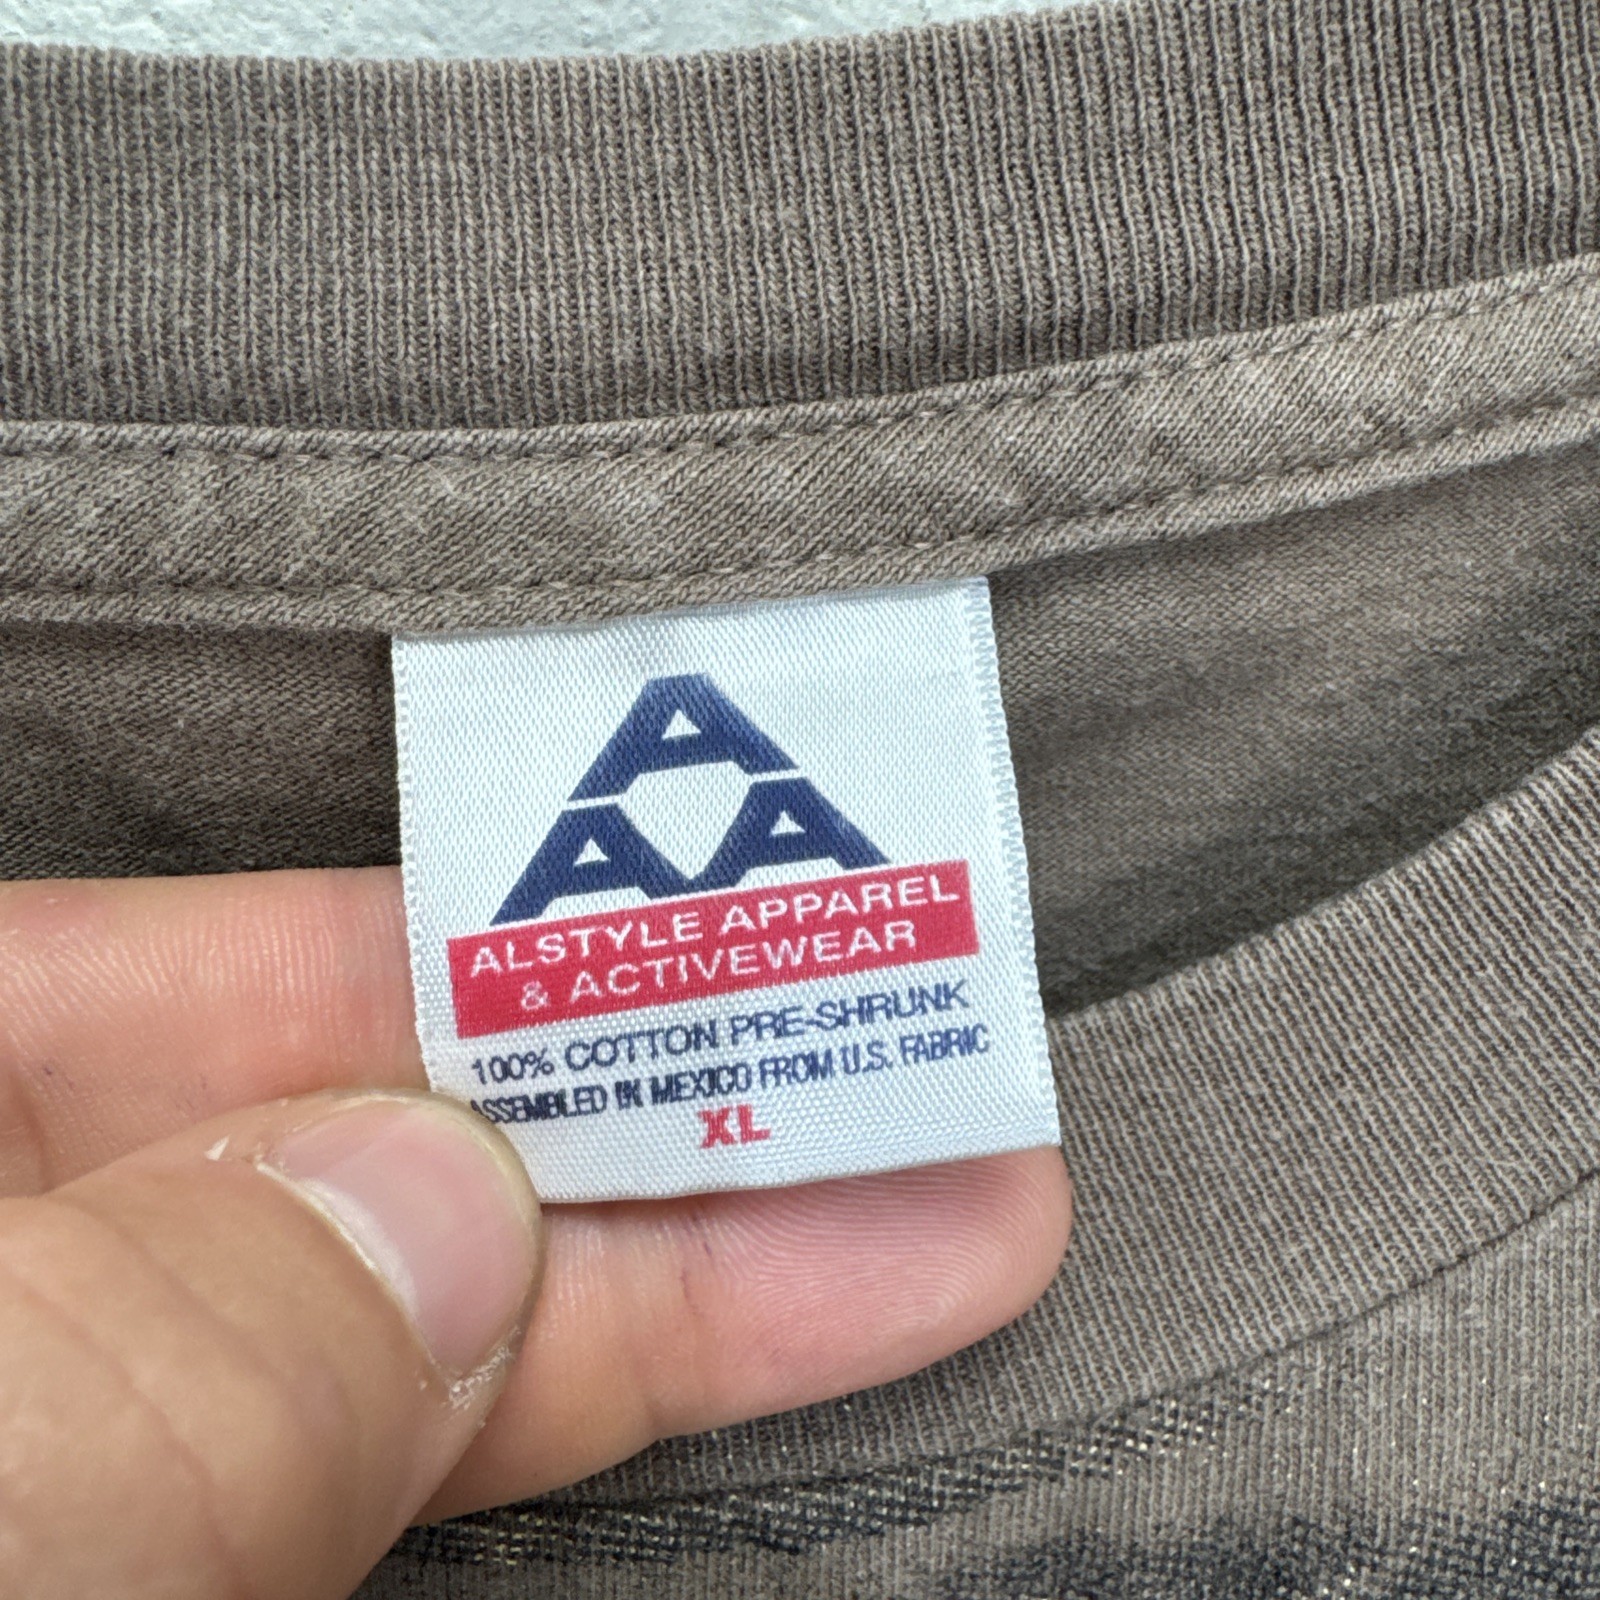 A
A A
ALSTYLE APPAREL
& ACTIVEWEAR
100% COTTON PRE-SHRUNK
ASSEMBLED IN MEXICO FROM U.S. FABRIC
XL